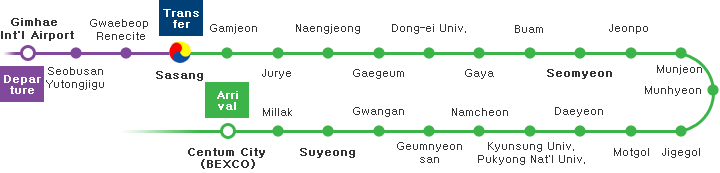 Gimhae
Int'l Airport
Gwaebeop
Renecite
Trans
fer
Gamjeon
Naengjeong
Dong-ei Univ,
Buam
Jeonpo
Depar
ture
Seobusan
Yutongjigu
Sasang
Jurye
Gaegeum
Gaya
Seomyeon
Munjeon
Munhyeon
Arri
val
Millak
Gwangan
Namcheon
Daeyeon
Centum City
(BEXCO)
Suyeong
Geumnyeon
san
Kyunsung Univ,
Pukyong Nat'l Univ,
Motgol
Jigegol